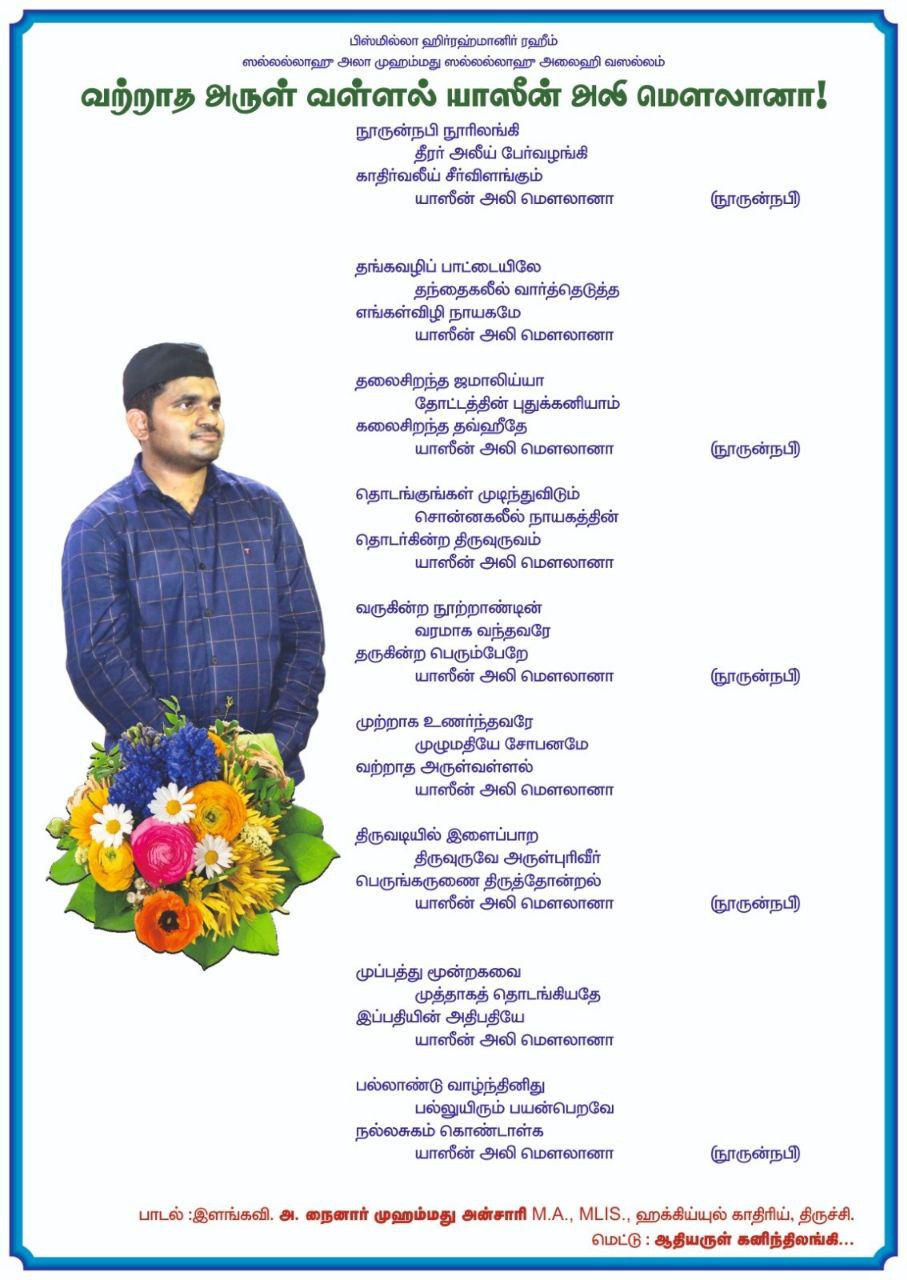 பிஸ்மில்லா ஹிர்ரஹ்மானிர் ரஹீம்
ஸல்லல்லாஹு அலா முஹம்மது ஸல்லல்லாஹு அலைஹி வஸல்லம்
வற்றாத அருள் வள்ளல் யாஸீன் அலி மௌலானா!
நூருன்நபி நூரிலங்கி
தீரர் அலீய் பேர்வழங்கி
காதிர்வலீய் சீர்விளங்கும்
யாஸீன் அலி மௌலானா (நூருன்நபி)
தங்கவழிப் பாட்டையிலே
தந்தைகலீல் வார்த்தெடுத்த
எங்கள்விழி நாயகமே
யாஸீன் அலி மௌலானா
தலைசிறந்த ஜமாலிய்யா
தோட்டத்தின் புதுக்கனியாம்
கலைசிறந்த தவ்ஹீதே
யாஸீன் அலி மௌலானா (நூருன்நபி)
தொடங்குங்கள் முடிந்துவிடும்
சொன்னகலீல் நாயகத்தின்
தொடர்கின்ற திருவுருவம்
யாஸீன் அலி மௌலானா
வருகின்ற நூற்றாண்டின்
வரமாக வந்தவரே
தருகின்ற பெரும்பேறே
யாஸீன் அலி மௌலானா (நூருன்நபி)
முற்றாக உணர்ந்தவரே
முழுமதியே சோபனமே
வற்றாத அருள்வள்ளல்
யாஸீன் அலி மௌலானா
திருவடியில் இளைப்பாற
திருவுருவே அருள்புரிவீர்
பெருங்கருணை திருத்தோன்றல்
யாஸீன் அலி மௌலானா (நூருன்நபி)
முப்பத்து மூன்றகவை
முத்தாகத் தொடங்கியதே
இப்பதியின் அதிபதியே
யாஸீன் அலி மௌலானா
பல்லாண்டு வாழ்ந்தினிது
பல்லுயிரும் பயன்பெறவே
நல்லசுகம் கொண்டாள்க
யாஸீன் அலி மௌலானா (நூருன்நபி)
பாடல் :இளங்கவி. அ. நைனார் முஹம்மது அன்சாரி M.A., MLIS., ஹக்கிய்யுல் காதிரிய், திருச்சி.
மெட்டு : ஆதியருள் கனிந்திலங்கி...